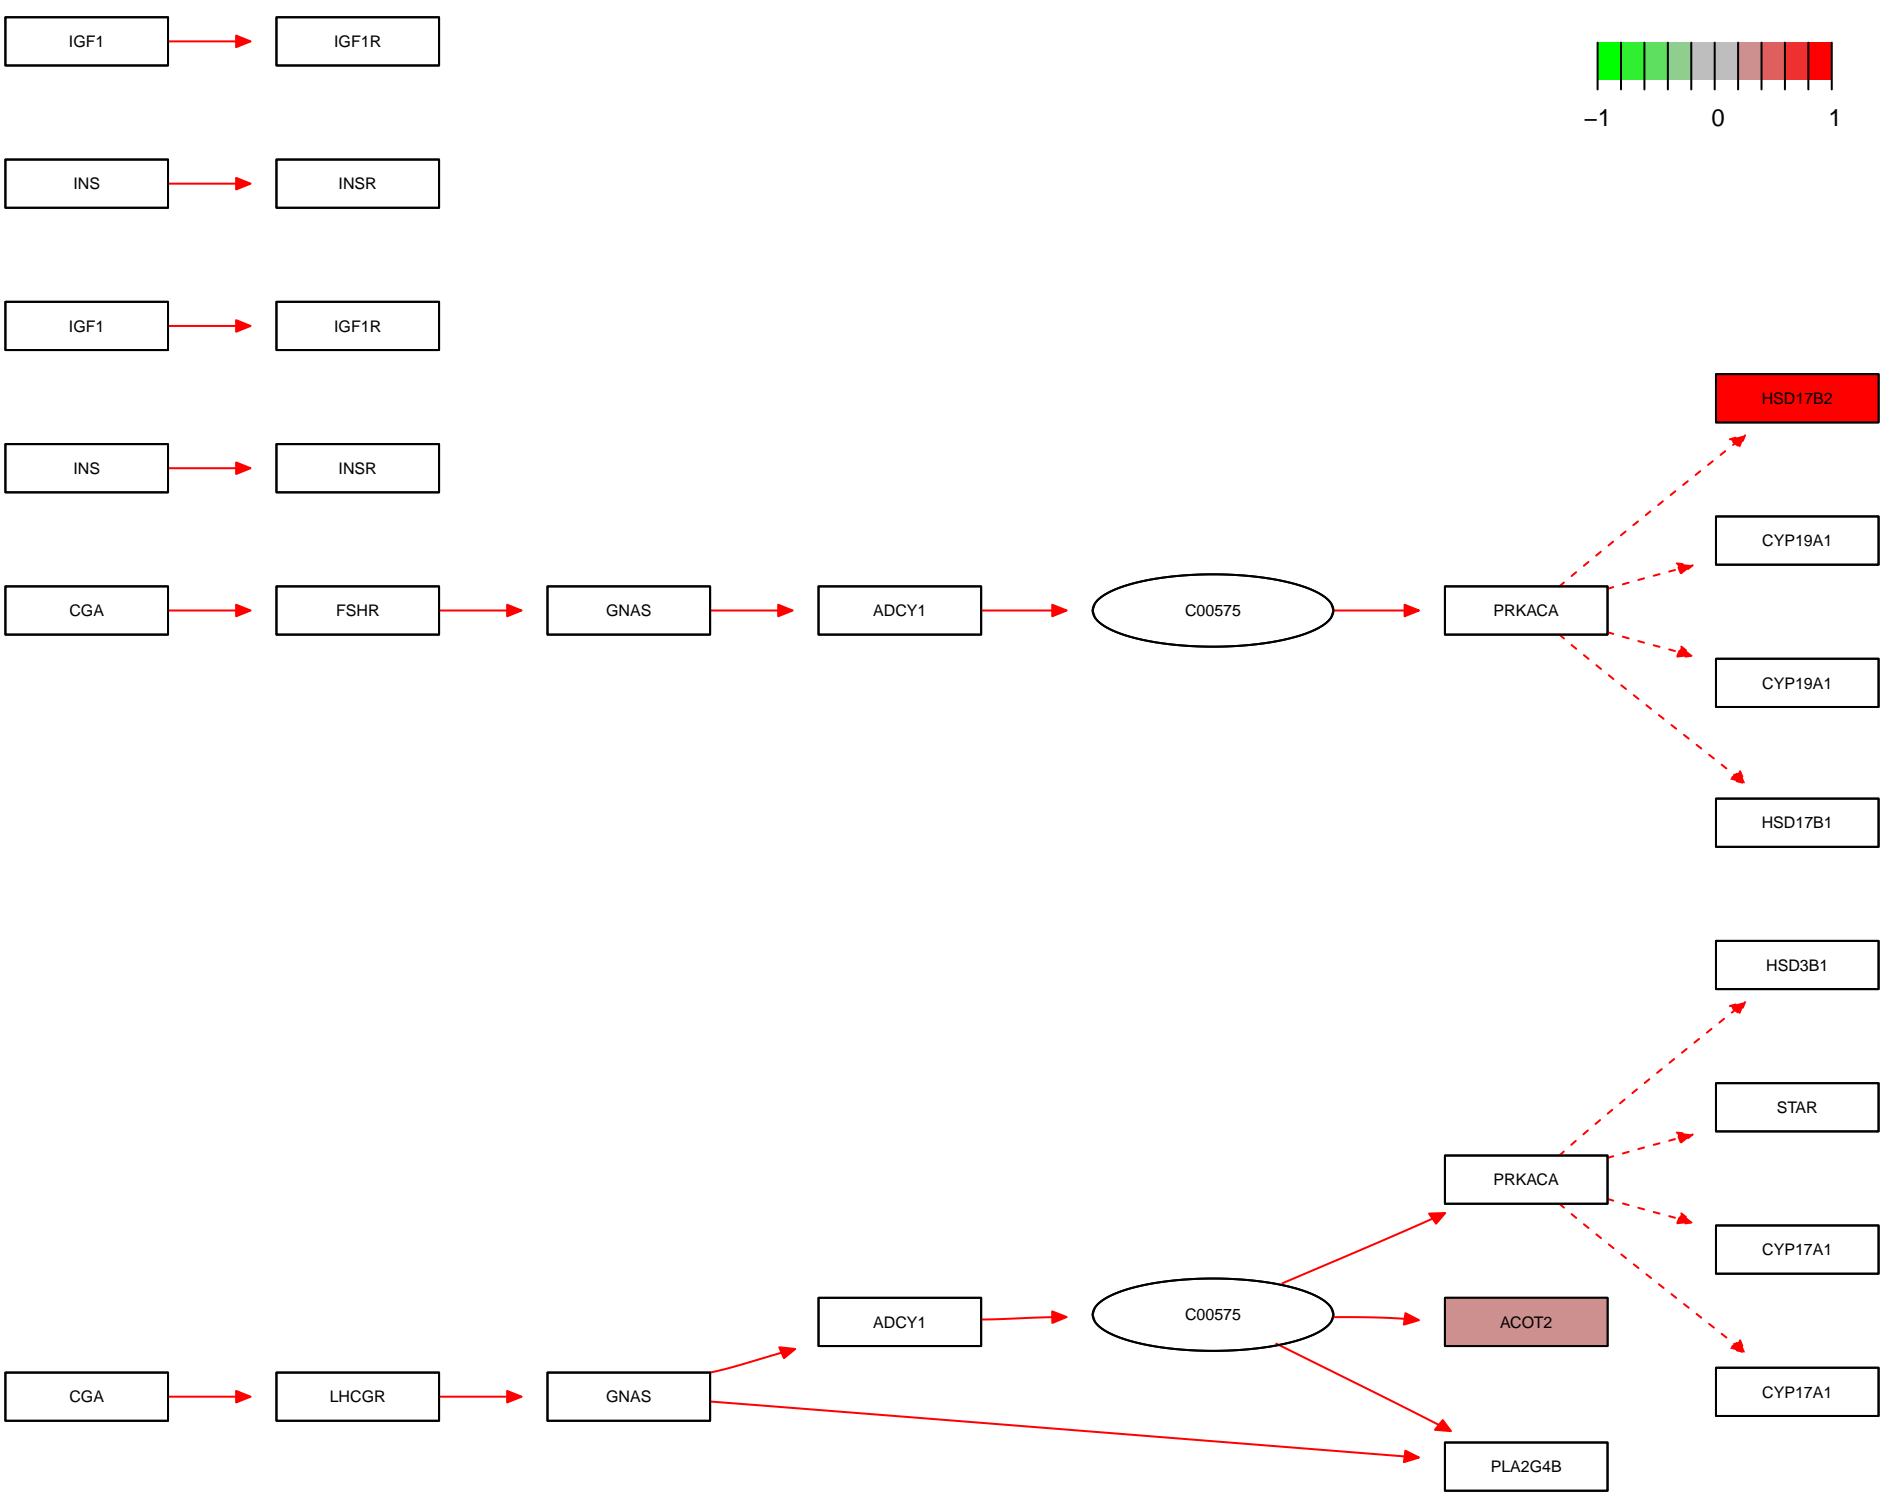 IGF1
IGF1R
−1
0
1
INS
INSR
IGF1
IGF1R
HSD17B2
INS
INSR
CYP19A1
CGA
FSHR
GNAS
ADCY1
C00575
PRKACA
CYP19A1
HSD17B1
HSD3B1
STAR
PRKACA
CYP17A1
ADCY1
C00575
ACOT2
CGA
LHCGR
GNAS
CYP17A1
PLA2G4B